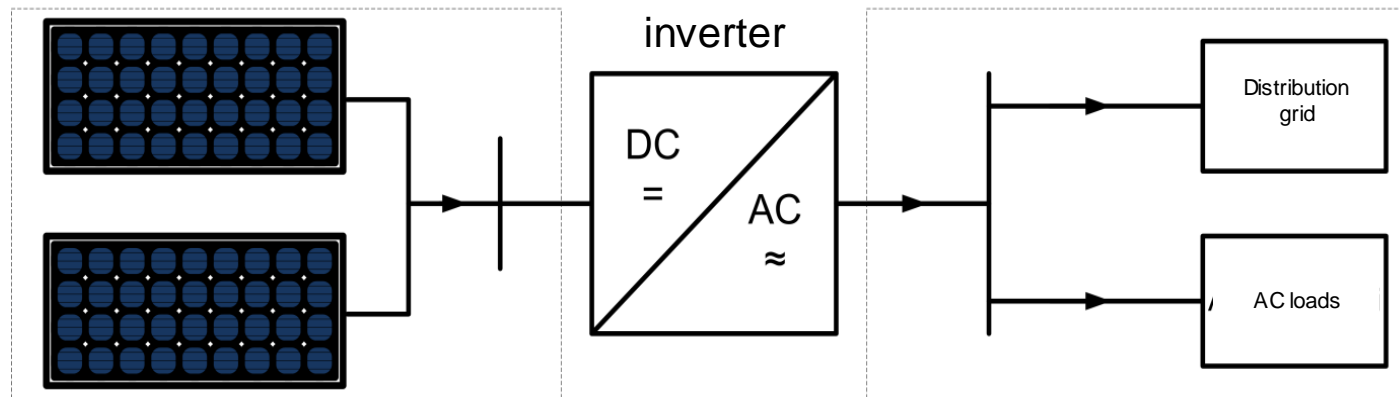 inverter
DC
=
AC
≈
Distribution
grid
AC loads